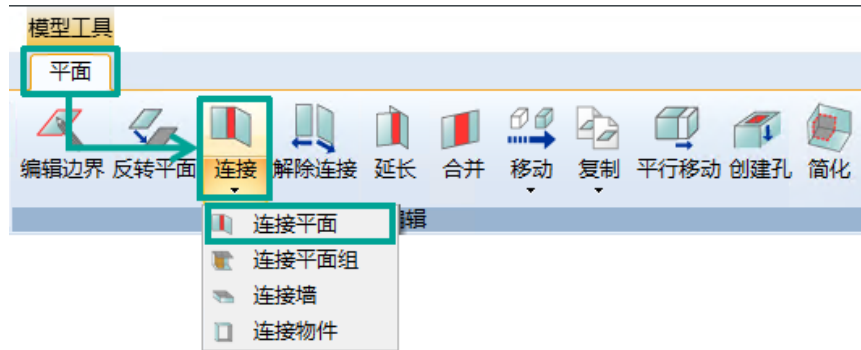 模型工具
平面
编辑边界 反转平面 连接 解除连接 延长 合并 移动 复制 平行移动 创建孔 简化
连接平面 辑
连接平面组
连接墙
连接物件